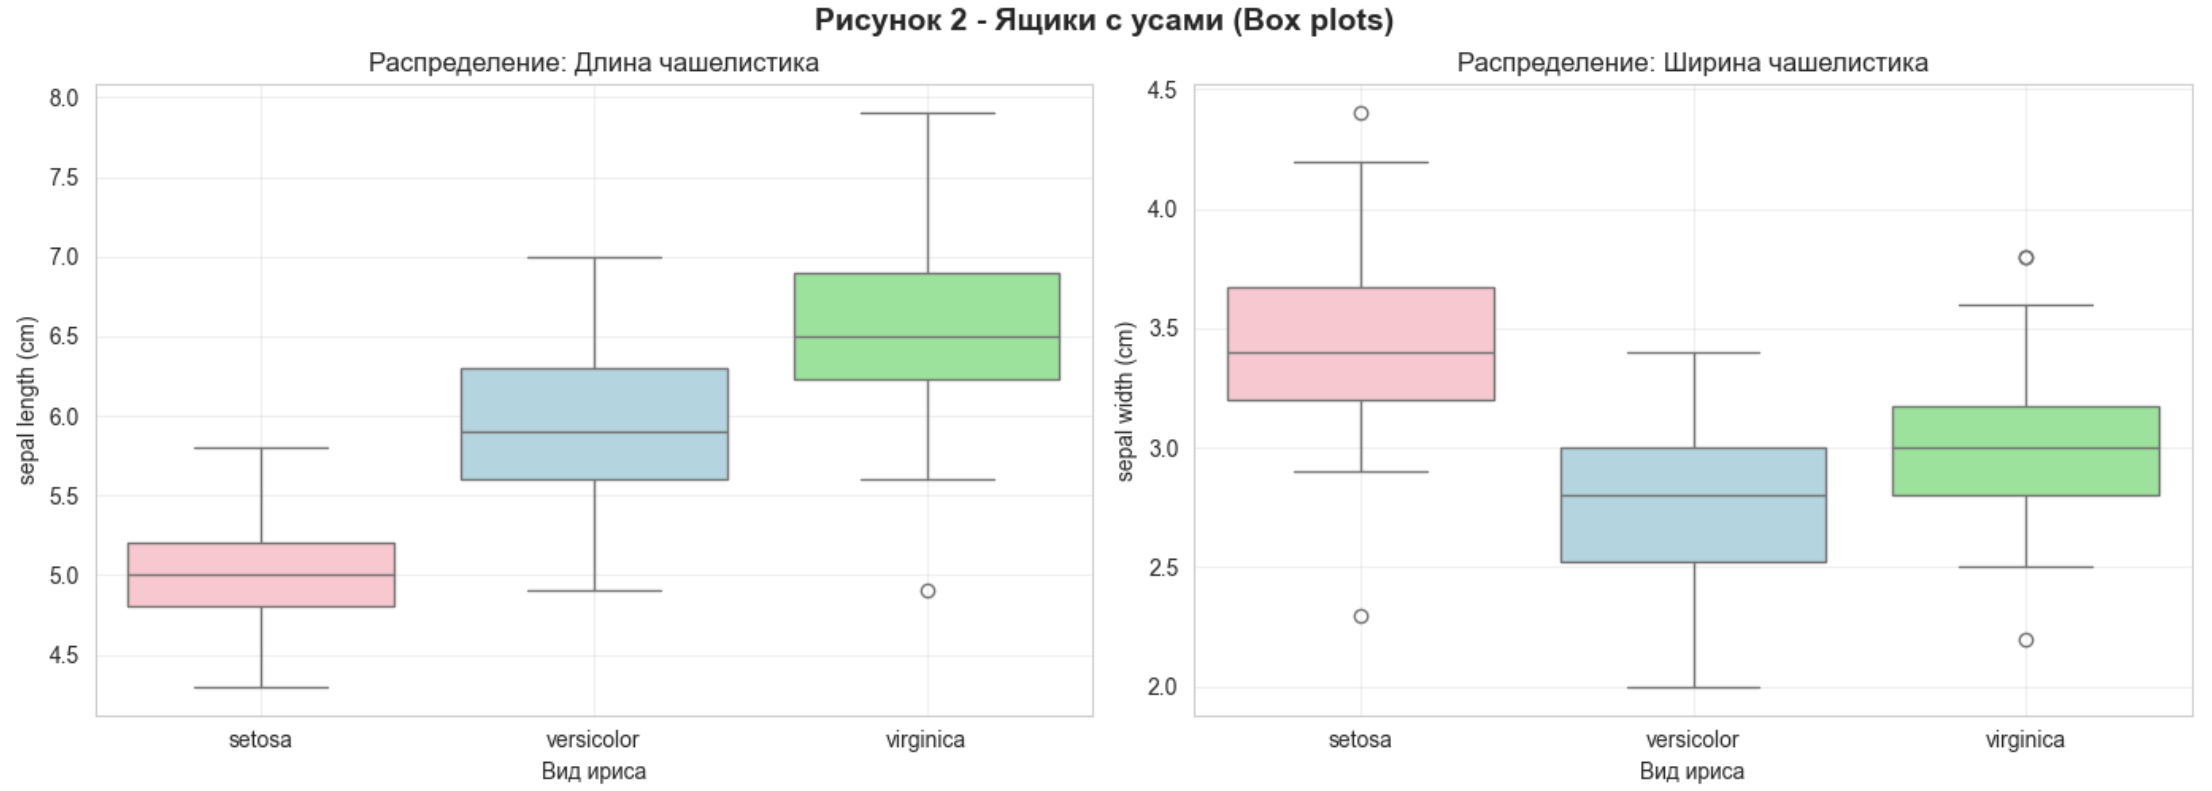 Рисунок 2 - Ящики с усами (Box plots)
Распределение: Длина чашелистика
8.0
7.5
7.0
6.5
6.0
5.5
5.0
4.5
sepal length (cm)
setosa
versicolor
virginica
Вид ириса
Распределение: Ширина чашелистика
4.5
4.0
3.5
3.0
2.5
2.0
sepal width (cm)
setosa
versicolor
virginica
Вид ириса